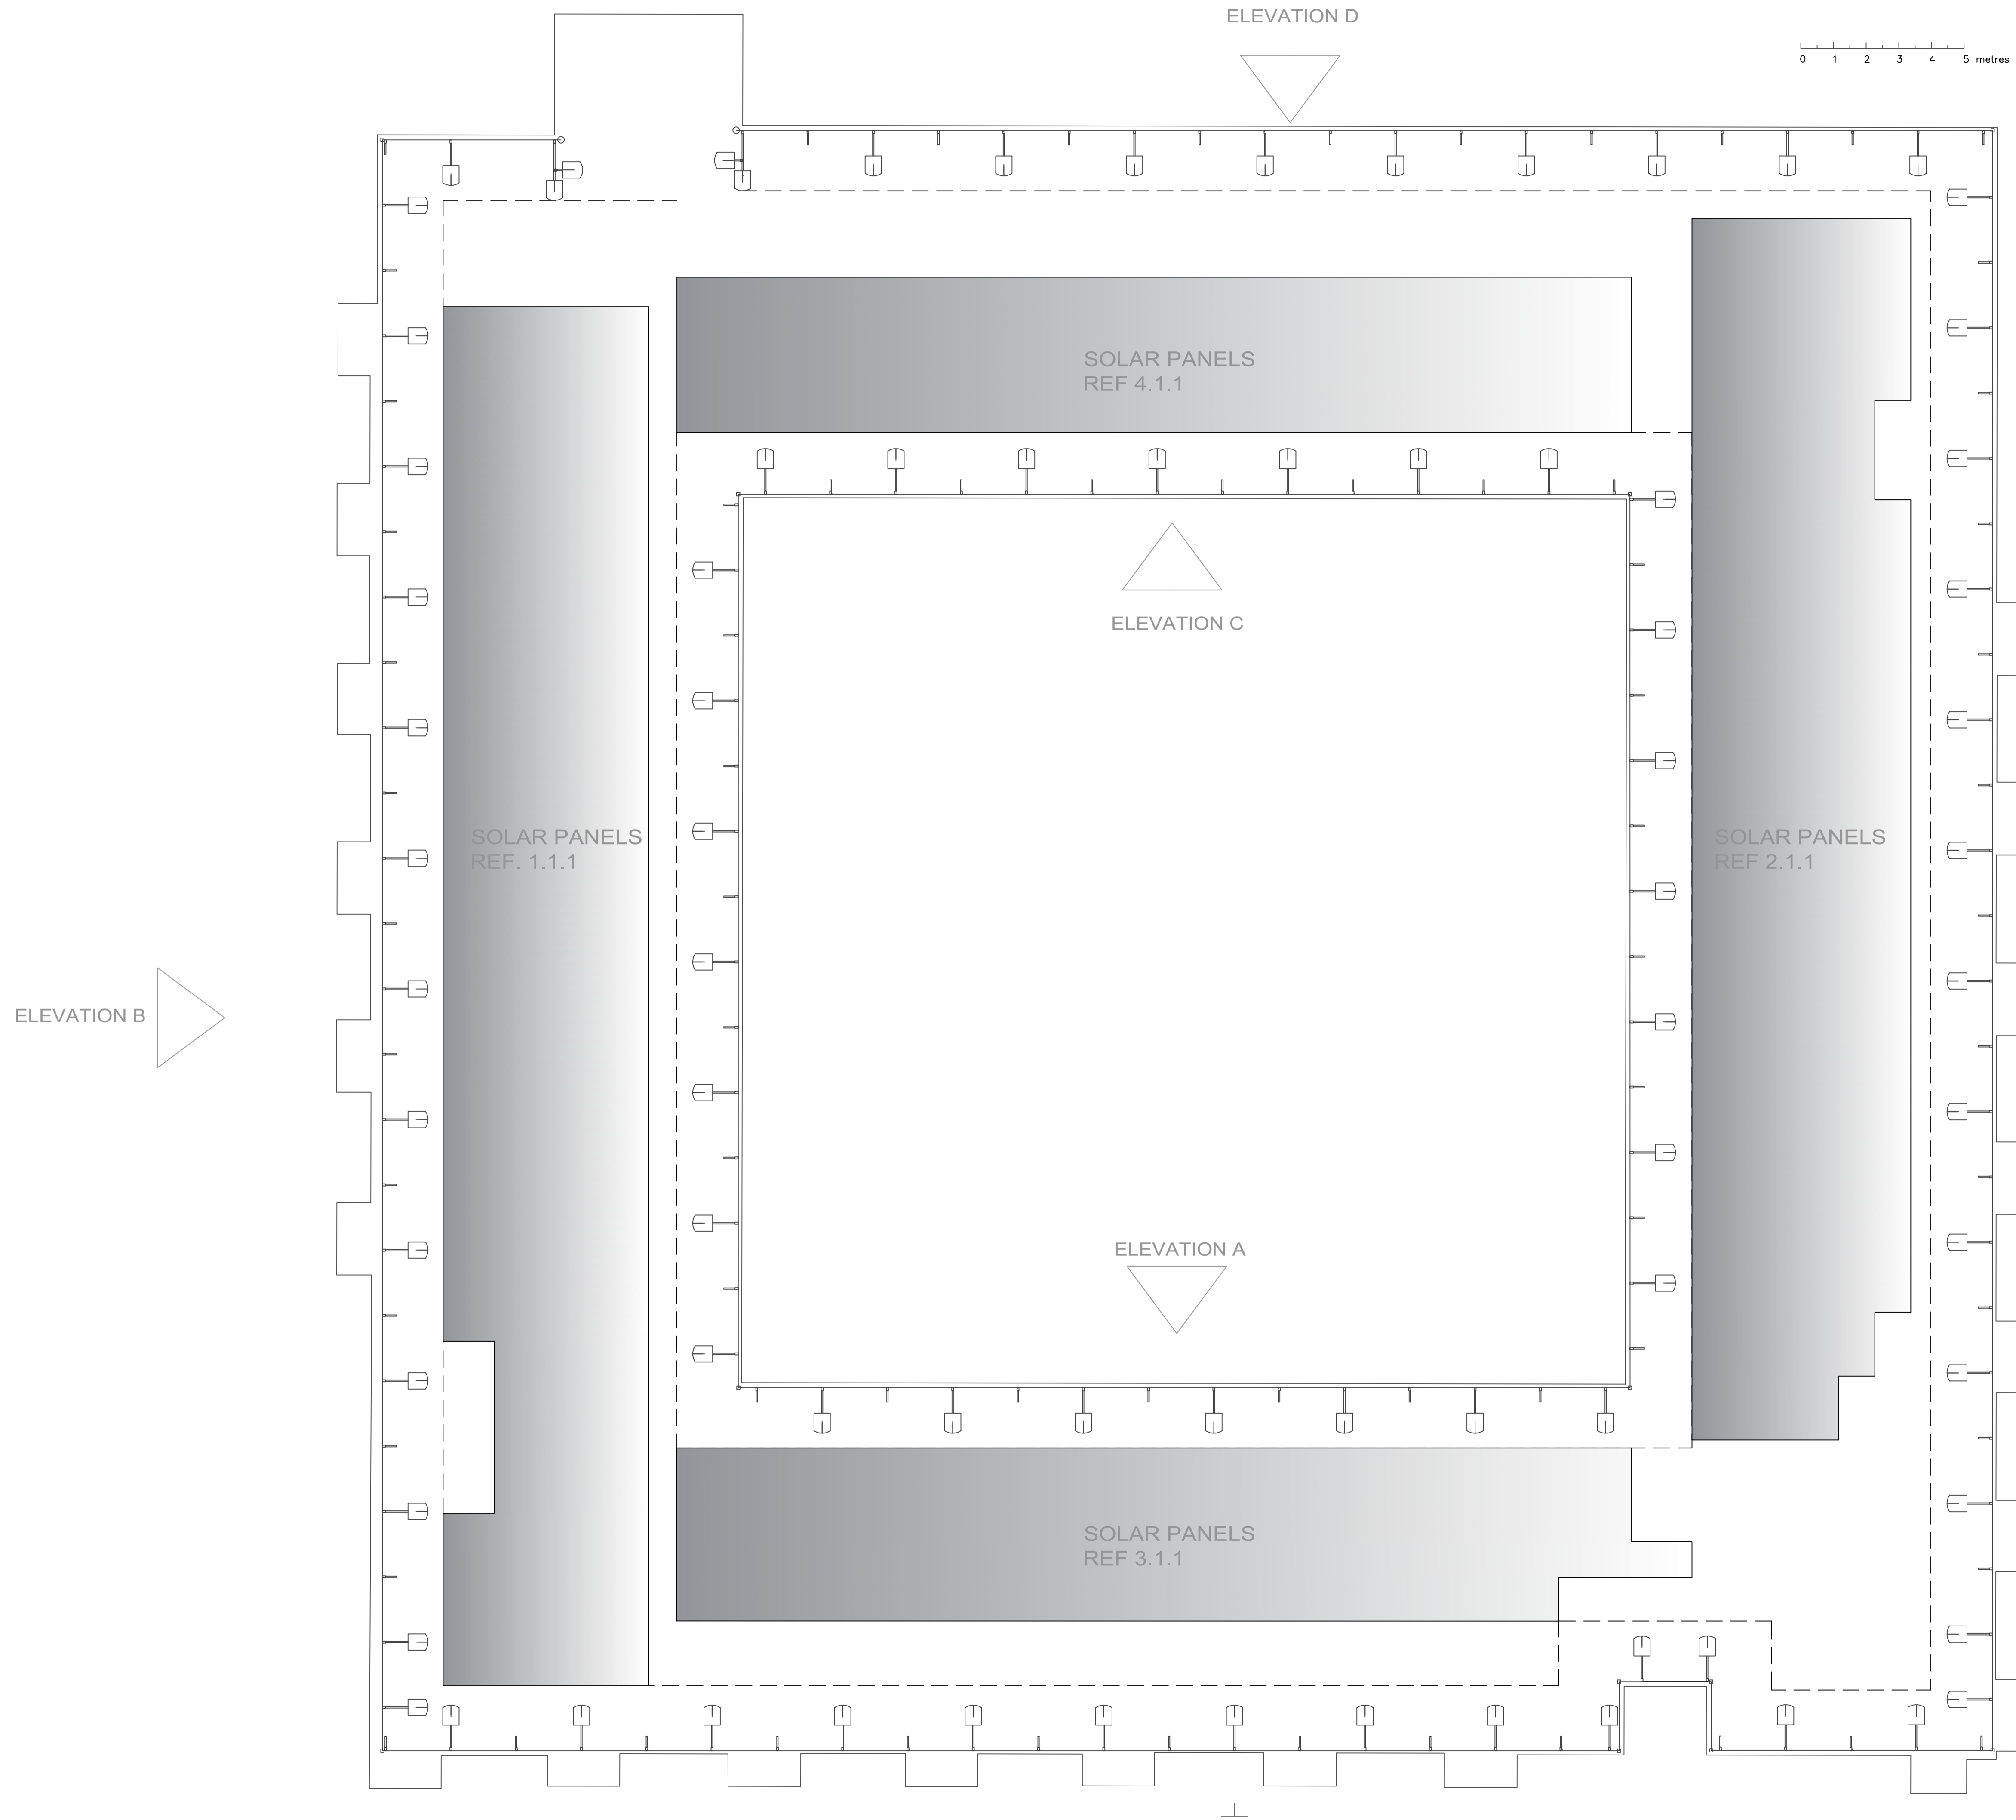 ELEVATION D
0 1 2 3 4 5 metres
SOLAR PANELS
REF 4.1.1
ELEVATION C
SOLAR PANELS
REF. 1.1.1
SOLAR PANELS
REF 2.1.1
ELEVATION B
ELEVATION A
SOLAR PANELS
REF 3.1.1